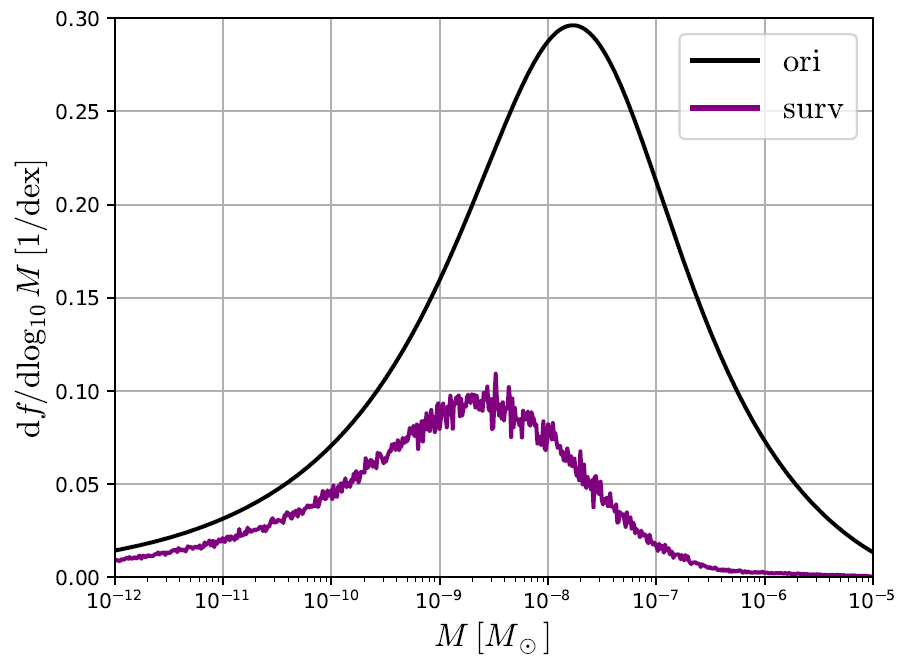 0.30
0.25
0.20
0.15
0.10
0.05
0.00
df/dlog₁₀ M [1/dex]
ori
surv
10⁻¹² 10⁻¹¹ 10⁻¹⁰ 10⁻⁹ 10⁻⁸ 10⁻⁷ 10⁻⁶ 10⁻⁵
M [M⊙]